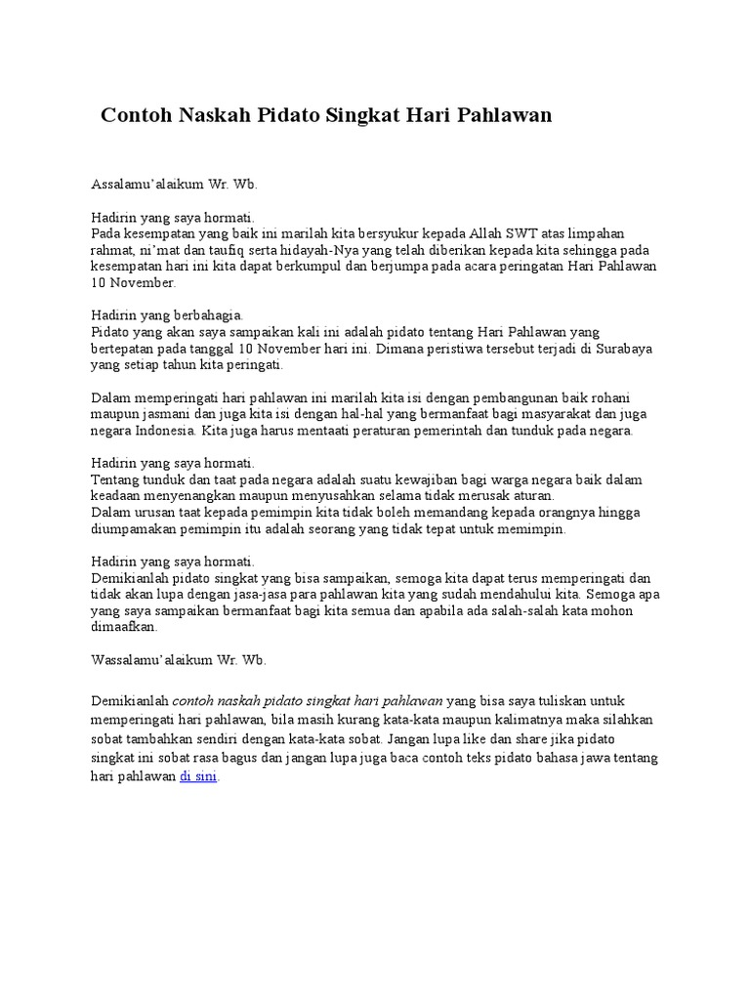 Contoh Naskah Pidato Singkat Hari Pahlawan
Assalamu’alaikum Wr. Wb.
Hadirin yang saya hormati.
Pada kesempatan yang baik ini marilah kita bersyukur kepada Allah SWT atas limpahan
rahmat, ni’mat dan taufiq serta hidayah-Nya yang telah diberikan kepada kita sehingga pada
kesempatan hari ini kita dapat berkumpul dan berjumpa pada acara peringatan Hari Pahlawan
10 November.
Hadirin yang berbahagia.
Pidato yang akan saya sampaikan kali ini adalah pidato tentang Hari Pahlawan yang
bertepatan pada tanggal 10 November hari ini. Dimana peristiwa tersebut terjadi di Surabaya
yang setiap tahun kita peringati.
Dalam memperingati hari pahlawan ini marilah kita isi dengan pembangunan baik rohani
maupun jasmani dan juga kita isi dengan hal-hal yang bermanfaat bagi masyarakat dan juga
negara Indonesia. Kita juga harus mentaati peraturan pemerintah dan tunduk pada negara.
Hadirin yang saya hormati.
Tentang tunduk dan taat pada negara adalah suatu kewajiban bagi warga negara baik dalam
keadaan menyenangkan maupun menyusahkan selama tidak merusak aturan.
Dalam urusan taat kepada pemimpin kita tidak boleh memandang kepada orangnya hingga
diumpamakan pemimpin itu adalah seorang yang tidak tepat untuk memimpin.
Hadirin yang saya hormati.
Demikianlah pidato singkat yang bisa sampaikan, semoga kita dapat terus memperingati dan
tidak akan lupa dengan jasa-jasa para pahlawan kita yang sudah mendahului kita. Semoga apa
yang saya sampaikan bermanfaat bagi kita semua dan apabila ada salah-salah kata mohon
dimaafkan.
Wassalamu’alaikum Wr. Wb.
Demikianlah contoh naskah pidato singkat hari pahlawan yang bisa saya tuliskan untuk
memperingati hari pahlawan, bila masih kurang kata-kata maupun kalimatnya maka silahkan
sobat tambahkan sendiri dengan kata-kata sobat. Jangan lupa like dan share jika pidato
singkat ini sobat rasa bagus dan jangan lupa juga baca contoh teks pidato bahasa jawa tentang
hari pahlawan di sini.